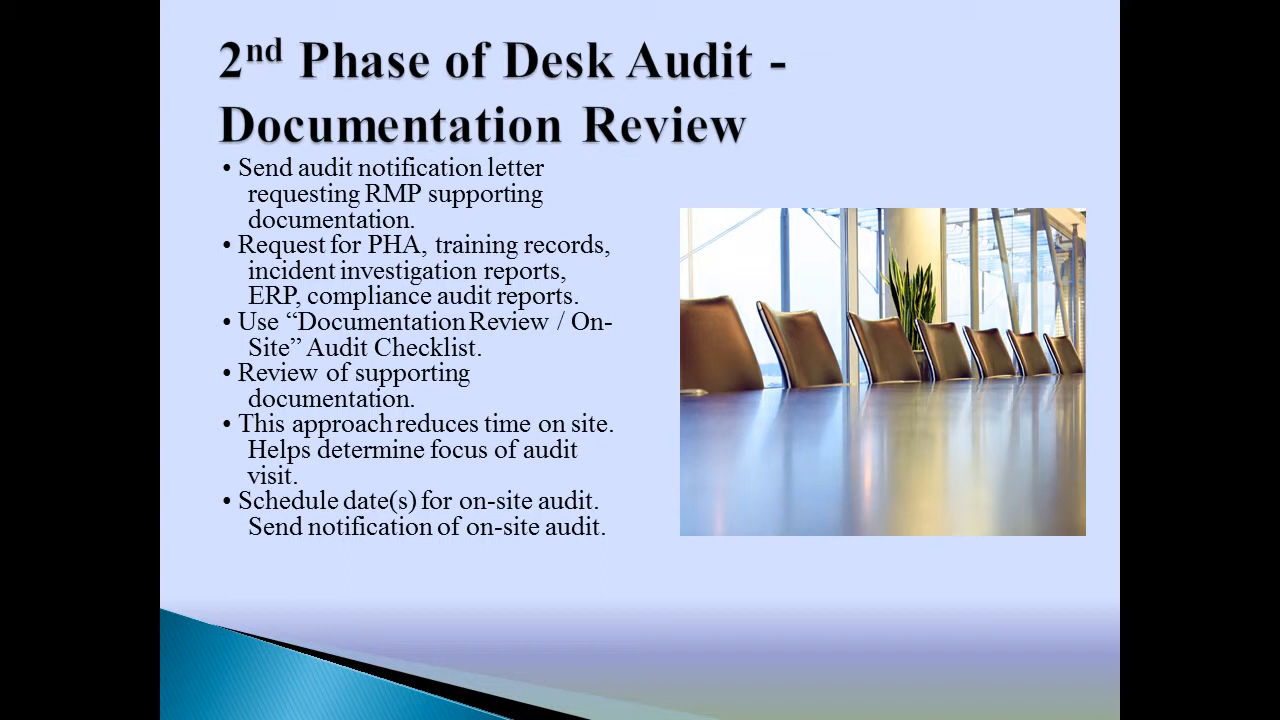 2nd Phase of Desk Audit -
Documentation Review
• Send audit notification letter
requesting RMP supporting
documentation.
• Request for PHA, training records,
incident investigation reports,
ERP, compliance audit reports.
• Use “Documentation Review / On-
Site” Audit Checklist.
• Review of supporting
documentation.
• This approach reduces time on site.
Helps determine focus of audit
visit.
• Schedule date(s) for on-site audit.
Send notification of on-site audit.